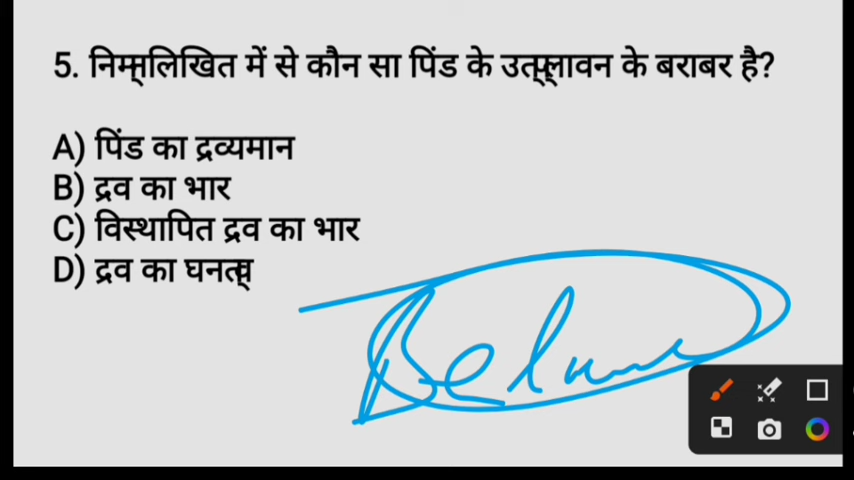 5. निम्नलिखित में से कौन सा पिंड के उत्प्लावन के बराबर है?
A) पिंड का द्रव्यमान
B) द्रव का भार
C) विस्थापित द्रव का भार
D) द्रव का घनत्व